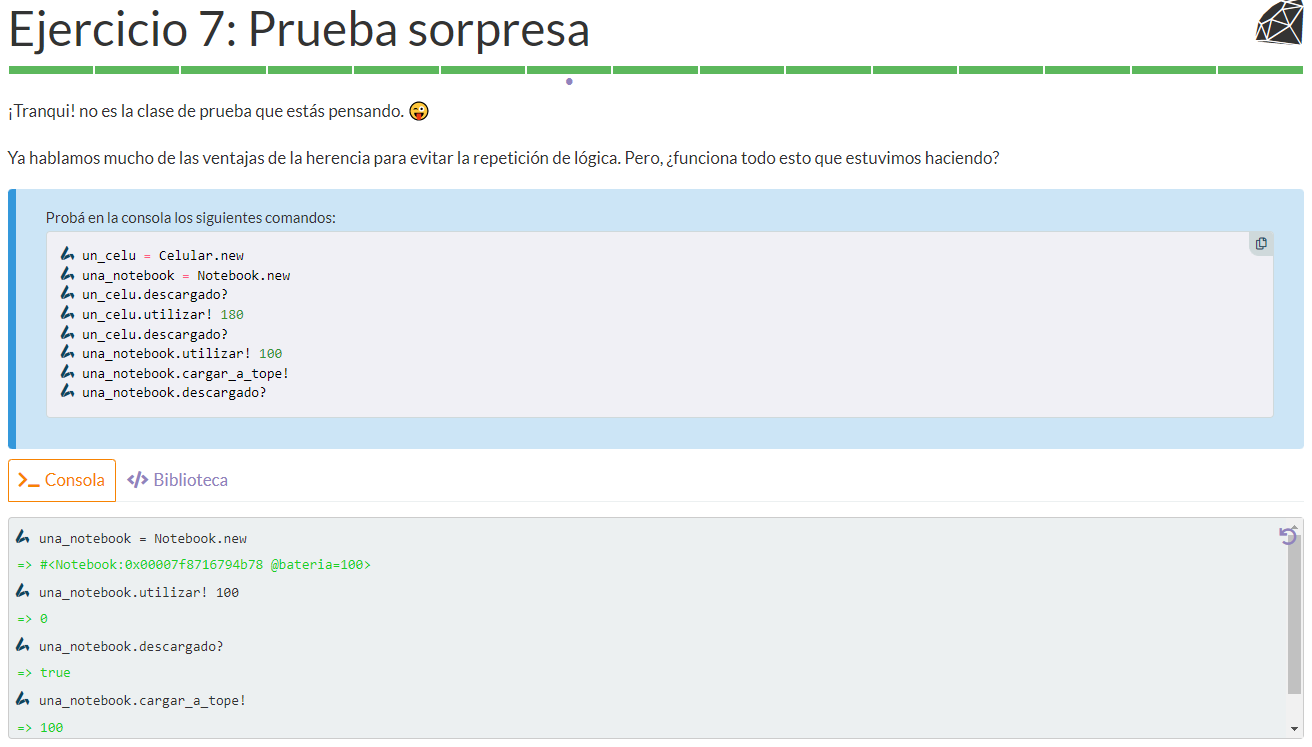 Ejercicio 7: Prueba sorpresa
¡Tranqui! no es la clase de prueba que estás pensando. 😜
Ya hablamos mucho de las ventajas de la herencia para evitar la repetición de lógica. Pero, ¿funciona todo esto que estuvimos haciendo?
Probá en la consola los siguientes comandos:
un_celu = Celular.new
una_notebook = Notebook.new
un_celu.descargado?
un_celu.utilizar! 180
un_celu.descargado?
una_notebook.utilizar! 100
una_notebook.cargar_a_tope!
una_notebook.descargado?
>_ Consola
</> Biblioteca
una_notebook = Notebook.new
=> #<Notebook:0x00007f8716794b78 @bateria=100>
una_notebook.utilizar! 100
=> 0
una_notebook.descargado?
=> true
una_notebook.cargar_a_tope!
=> 100